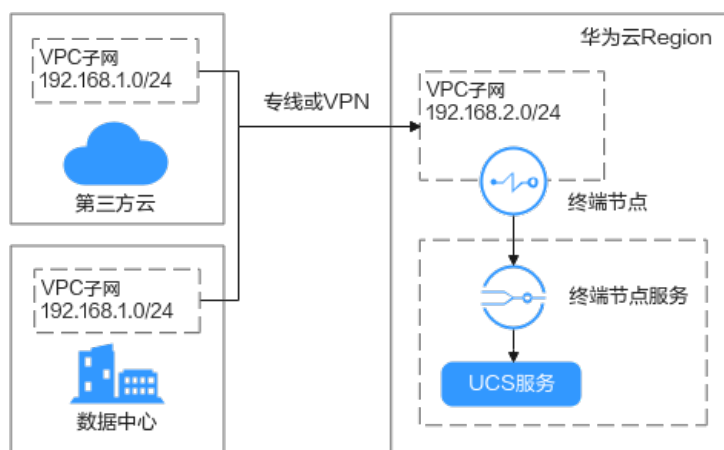 VPC子网
192.168.1.0/24
第三方云
VPC子网
192.168.1.0/24
数据中心
专线或VPN
华为云Region
VPC子网
192.168.2.0/24
终端节点
终端节点服务
UCS服务